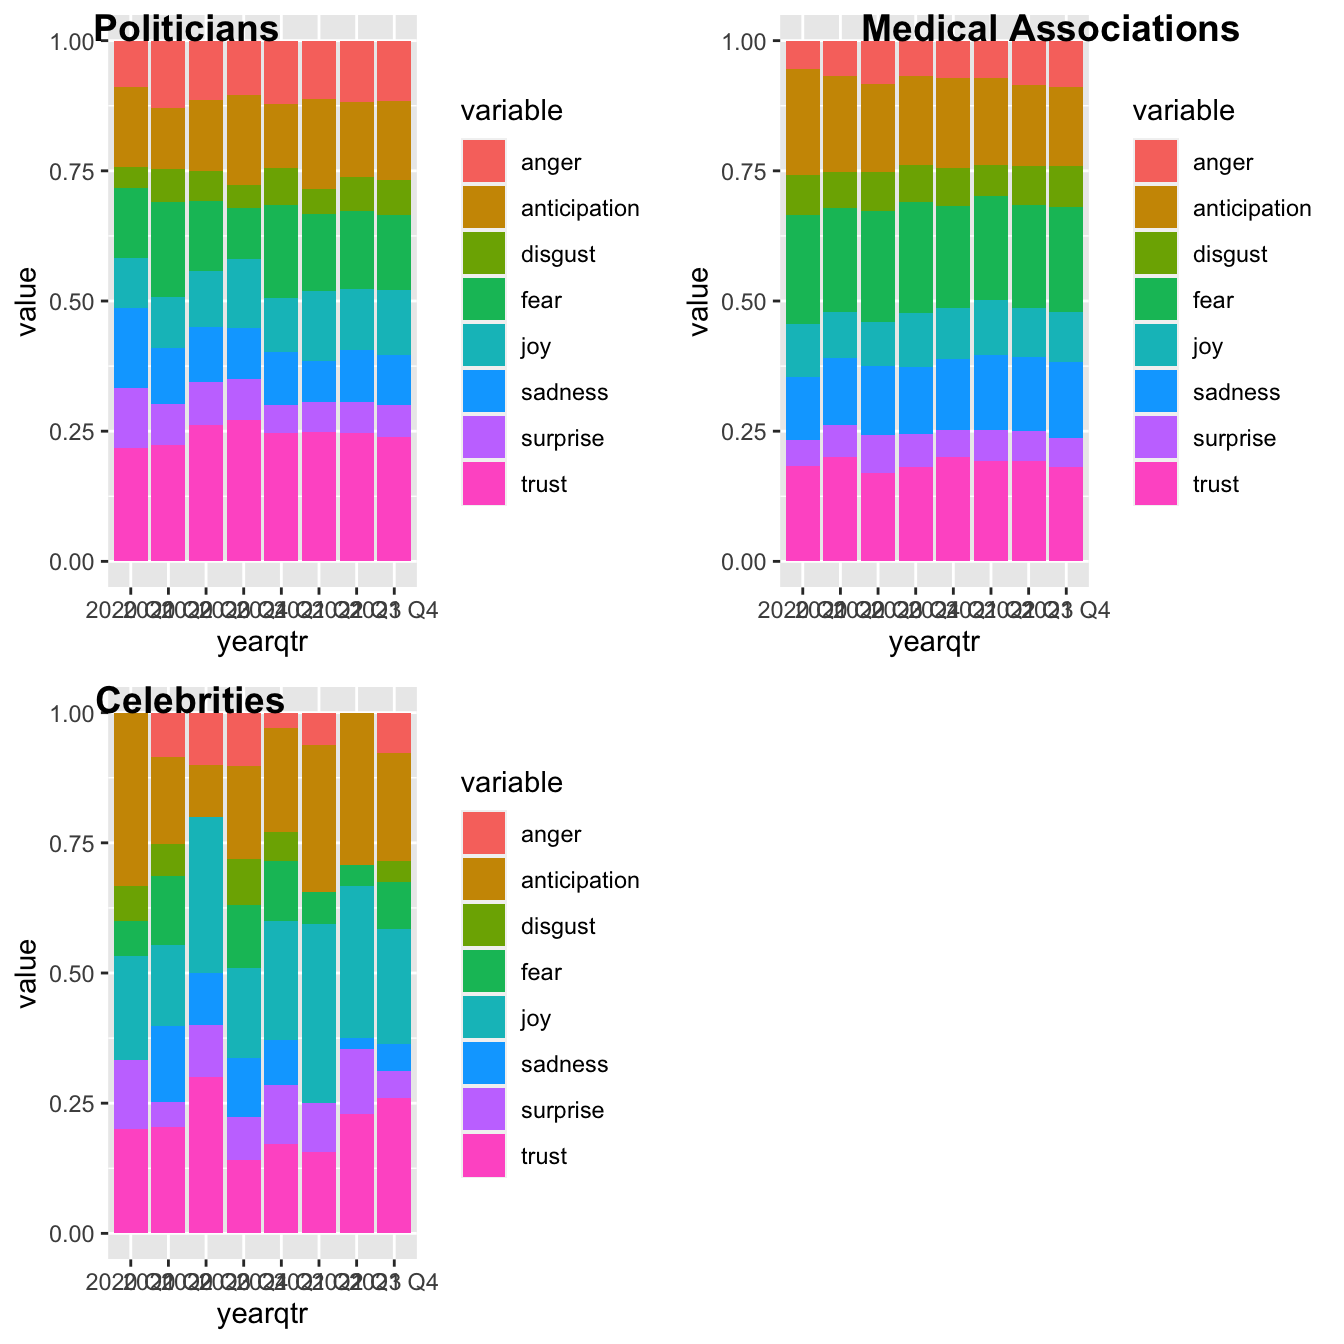 Politicians
1.00
0.75
0.50
0.25
0.00
value
yearqtr
variable
anger
anticipation
disgust
fear
joy
sadness
surprise
trust
Medical Associations
1.00
0.75
0.50
0.25
0.00
value
yearqtr
variable
anger
anticipation
disgust
fear
joy
sadness
surprise
trust
Celebrities
1.00
0.75
0.50
0.25
0.00
value
yearqtr
variable
anger
anticipation
disgust
fear
joy
sadness
surprise
trust